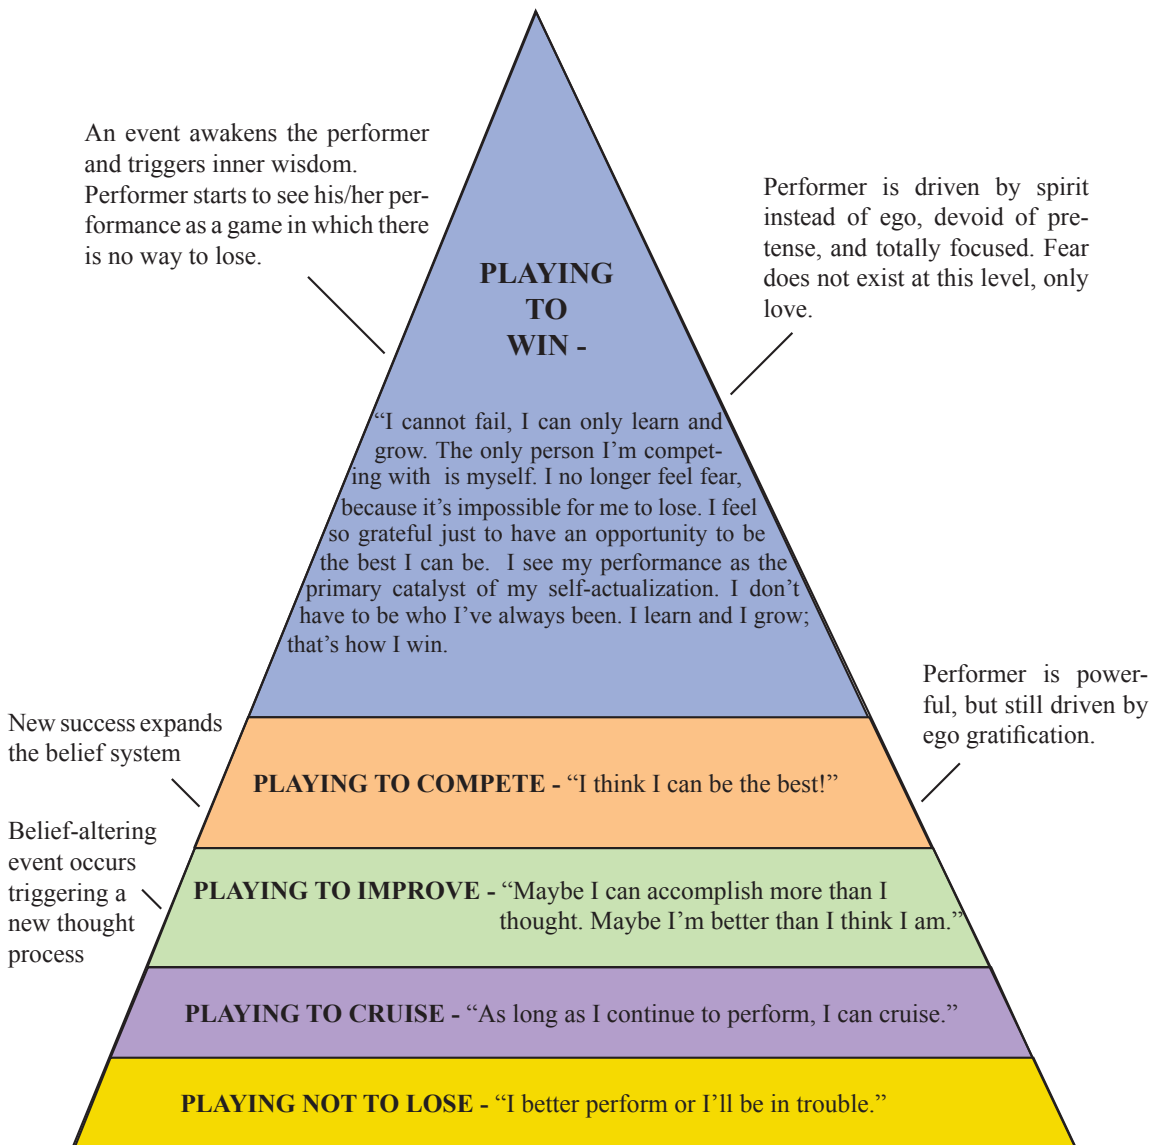 An event awakens the performer
and triggers inner wisdom.
Performer starts to see his/her per-
formance as a game in which there
is no way to lose.
Performer is driven by spirit
instead of ego, devoid of pre-
tense, and totally focused. Fear
does not exist at this level, only
love.
PLAYING
TO
WIN -
“I cannot fail, I can only learn and
grow. The only person I’m compet-
ing with  is myself. I no longer feel fear,
because it’s impossible for me to lose. I feel
so grateful just to have an opportunity to be
the best I can be.  I see my performance as the
primary catalyst of my self-actualization. I don’t
have to be who I’ve always been. I learn and I grow;
that’s how I win.
Performer is power-
ful, but still driven by
ego gratification.
New success expands
the belief system
PLAYING TO COMPETE - “I think I can be the best!”
Belief-altering
event occurs
triggering a
new thought
process
PLAYING TO IMPROVE - “Maybe I can accomplish more than I
thought. Maybe I’m better than I think I am.”
PLAYING TO CRUISE - “As long as I continue to perform, I can cruise.”
PLAYING NOT TO LOSE - “I better perform or I’ll be in trouble.”